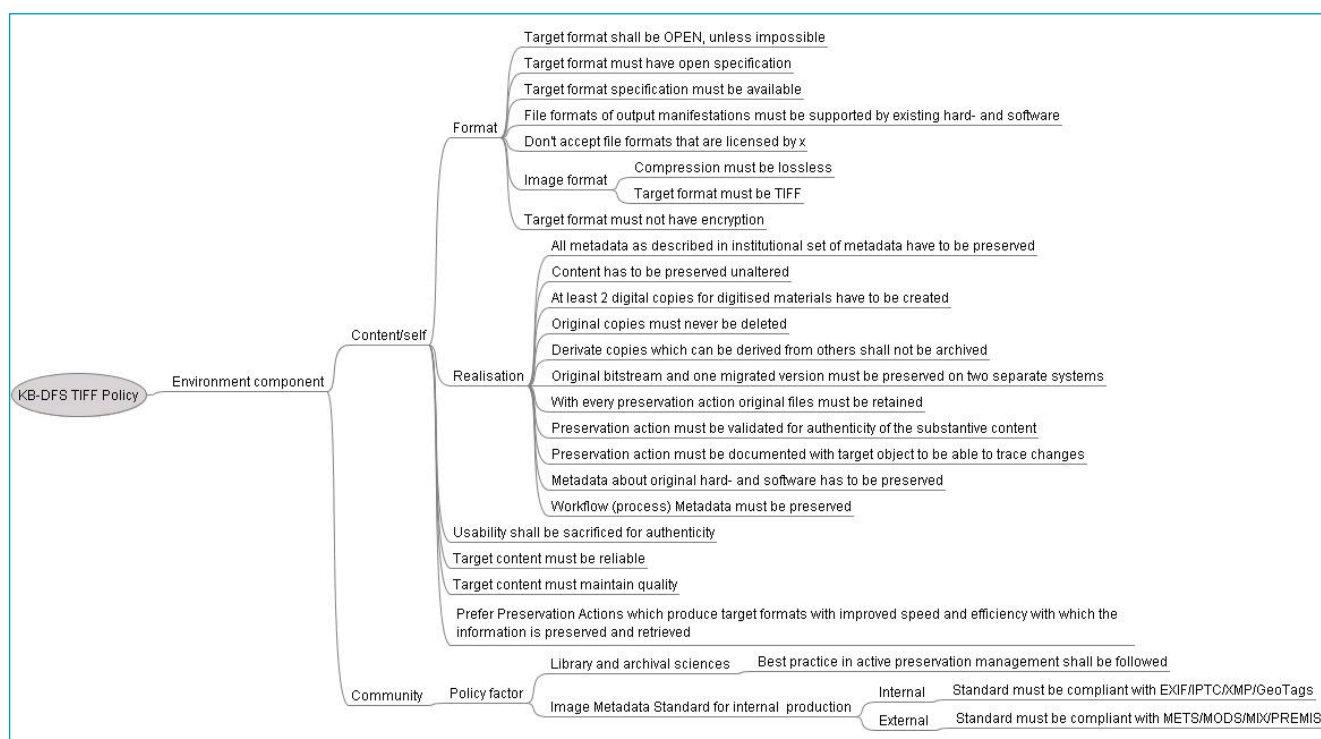 KB-DFS TIFF Policy
Environment component
Content/self
Format
Target format shall be OPEN, unless impossible
Target format must have open specification
Target format specification must be available
File formats of output manifestations must be supported by existing hard- and software
Don't accept file formats that are licensed by x
Image format
Compression must be lossless
Target format must be TIFF
Target format must not have encryption
Realisation
All metadata as described in institutional set of metadata have to be preserved
Content has to be preserved unaltered
At least 2 digital copies for digitised materials have to be created
Original copies must never be deleted
Derivate copies which can be derived from others shall not be archived
Original bitstream and one migrated version must be preserved on two separate systems
With every preservation action original files must be retained
Preservation action must be validated for authenticity of the substantive content
Preservation action must be documented with target object to be able to trace changes
Metadata about original hard- and software has to be preserved
Workflow (process) Metadata must be preserved
Usability shall be sacrificed for authenticity
Target content must be reliable
Target content must maintain quality
Prefer Preservation Actions which produce target formats with improved speed and efficiency with which the
information is preserved and retrieved
Community
Policy factor
Library and archival sciences
Best practice in active preservation management shall be followed
Image Metadata Standard for internal production
Internal
Standard must be compliant with EXIF/IPTC/XMP/GeoTags
External
Standard must be compliant with METS/MODS/MIX/PREMIS